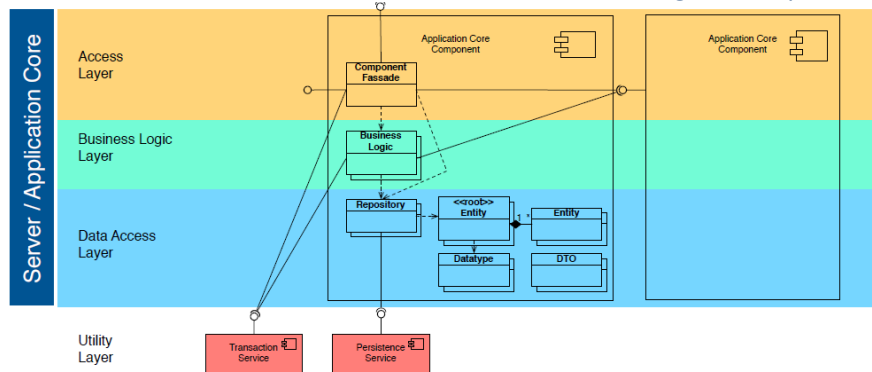 Server / Application Core
Access
Layer
Application Core
Component
Application Core
Component
Component
Fassade
Business Logic
Layer
Business
Logic
Data Access
Layer
Repository
<<root>>
Entity
1 *
Entity
Datatype
DTO
Utility
Layer
Transaction
Service
Persistence
Service